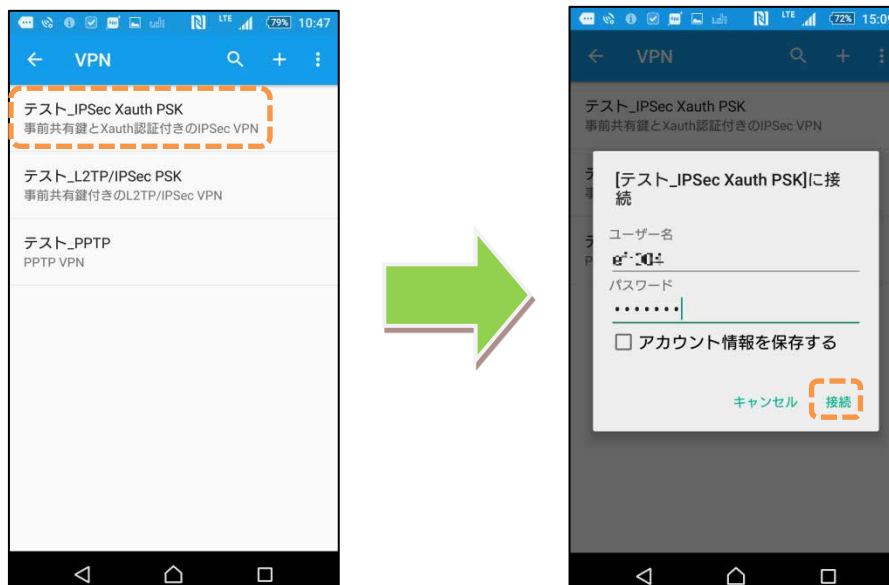 LTE 79% 10:47
VPN
テスト_IPSec Xauth PSK
事前共有鍵とXauth認証付きのIPSec VPN
テスト_L2TP/IPSec PSK
事前共有鍵付きのL2TP/IPSec VPN
テスト_PPTP
PPTP VPN
LTE 72% 15:09
VPN
テスト_IPSec Xauth PSK
事前共有鍵とXauth認証付きのIPSec VPN
[テスト_IPSec Xauth PSK]に接
続
ユーザー名
パスワード
•••••••
アカウント情報を保存する
キャンセル 接続